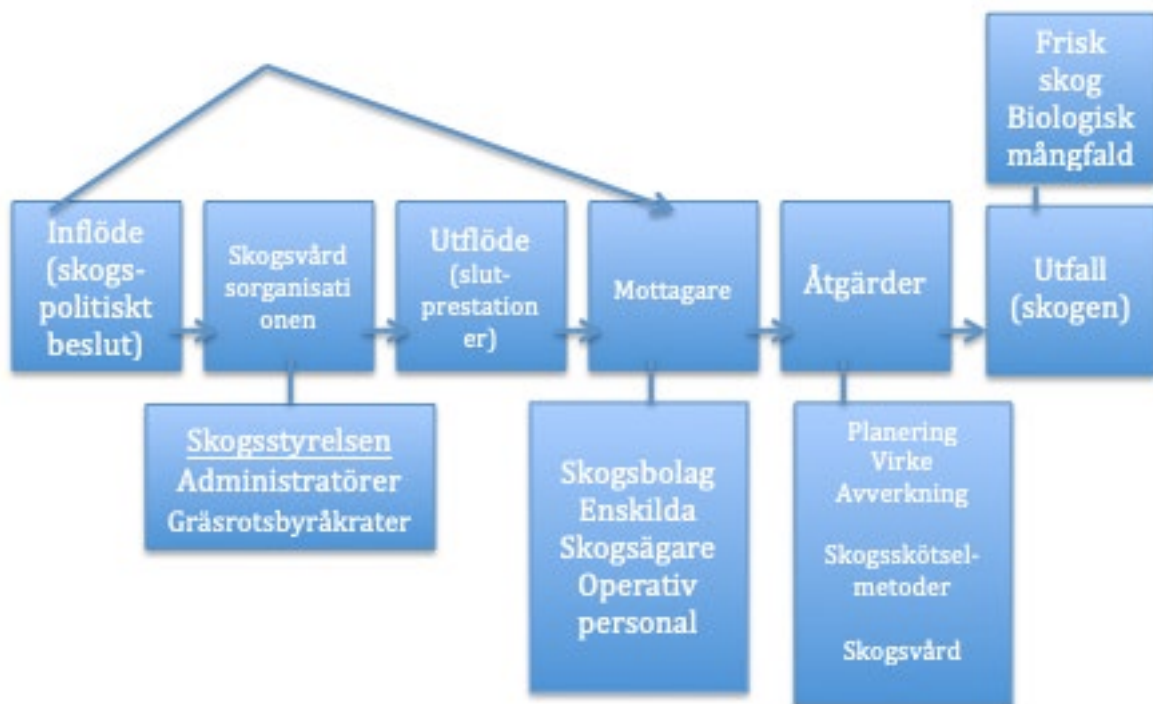 Frisk
skog
Biologisk
mångfald
Inflöde
(skogs-
politiskt
beslut)
Skogsvård
sorganisati
onen
Utflöde
(slut-
prestation
er)
Mottagare
Åtgärder
Utfall
(skogen)
Skogsstyrelsen
Administratörer
Gräsrotsbyråkrater
Skogsbolag
Enskilda
Skogsägare
Operativ
personal
Planering
Virke
Avverkning
Skogsskötsel-
metoder
Skogsvård